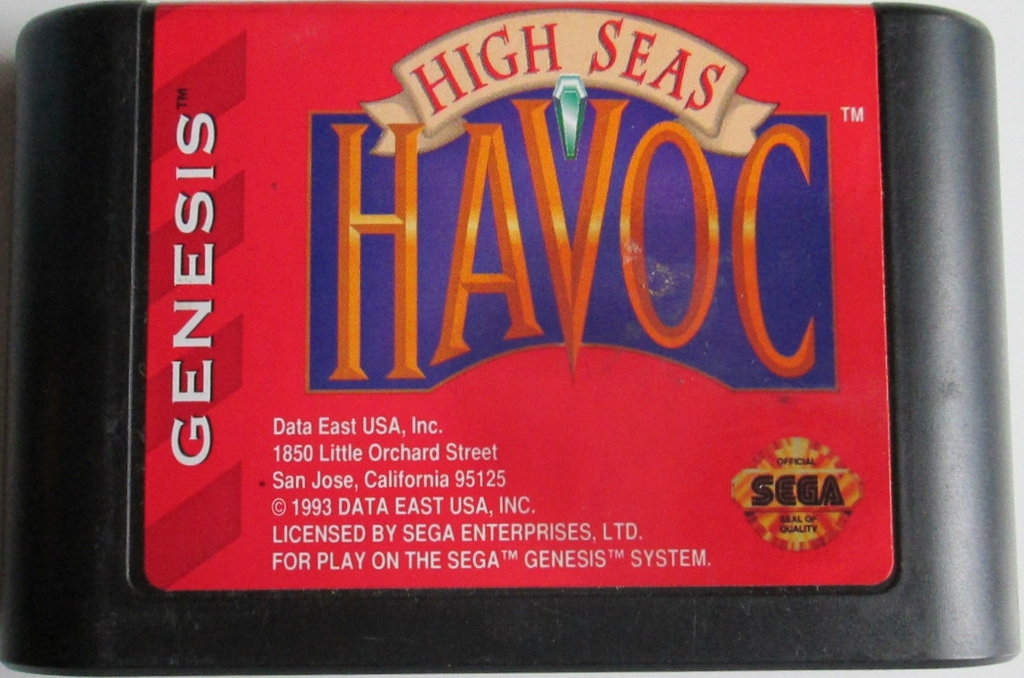 GENESIS™
HIGH SEAS
HAVOC
™
Data East USA, Inc.
1850 Little Orchard Street
San Jose, California 95125
© 1993 DATA EAST USA, INC.
LICENSED BY SEGA ENTERPRISES, LTD.
FOR PLAY ON THE SEGA™ GENESIS™ SYSTEM.
OFFICIAL
SEGA
SEAL OF
QUALITY